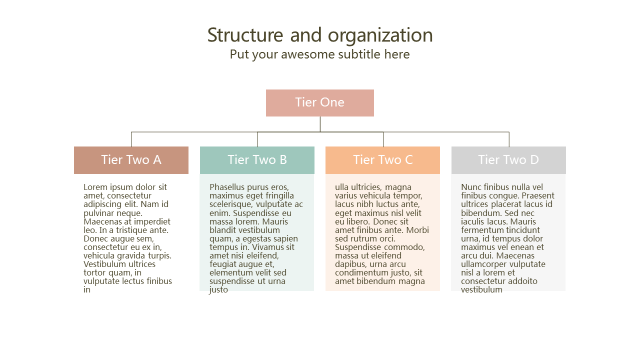 Structure and organization
Put your awesome subtitle here
Tier One
Tier Two A
Tier Two B
Tier Two C
Tier Two D
Lorem ipsum dolor sit
amet, consectetur
adipiscing elit. Nam id
pulvinar neque.
Maecenas at imperdiet
leo. In a tristique ante.
Donec augue sem,
consectetur eu ex in,
vehicula gravida turpis.
Vestibulum ultrices
tortor quam, in
vulputate lectus finibus
in
Phasellus purus eros,
maximus eget fringilla
scelerisque, vulputate ac
enim. Suspendisse eu
massa lorem. Mauris
blandit vestibulum
quam, a egestas sapien
tempus in. Vivamus sit
amet nisi eleifend,
feugiat augue et,
elementum velit sed
suspendisse ut urna
justo
ulla ultricies, magna
varius vehicula tempor,
lacus nibh luctus ante,
eget maximus nisl velit
eu libero. Donec sit
amet finibus ante. Morbi
sed rutrum orci.
Suspendisse commodo,
massa ut eleifend
dapibus, urna arcu
condimentum justo, sit
amet bibendum magna
Nunc finibus nulla vel
finibus congue. Praesent
ultrices placerat lacus id
bibendum. Sed nec
iaculis lacus. Mauris
fermentum tincidunt
urna, id tempus dolor
maximus vel enean et
arcu dui. Maecenas
ullamcorper vulputate
nisl a lorem et
consectetur addoito
vestibulum